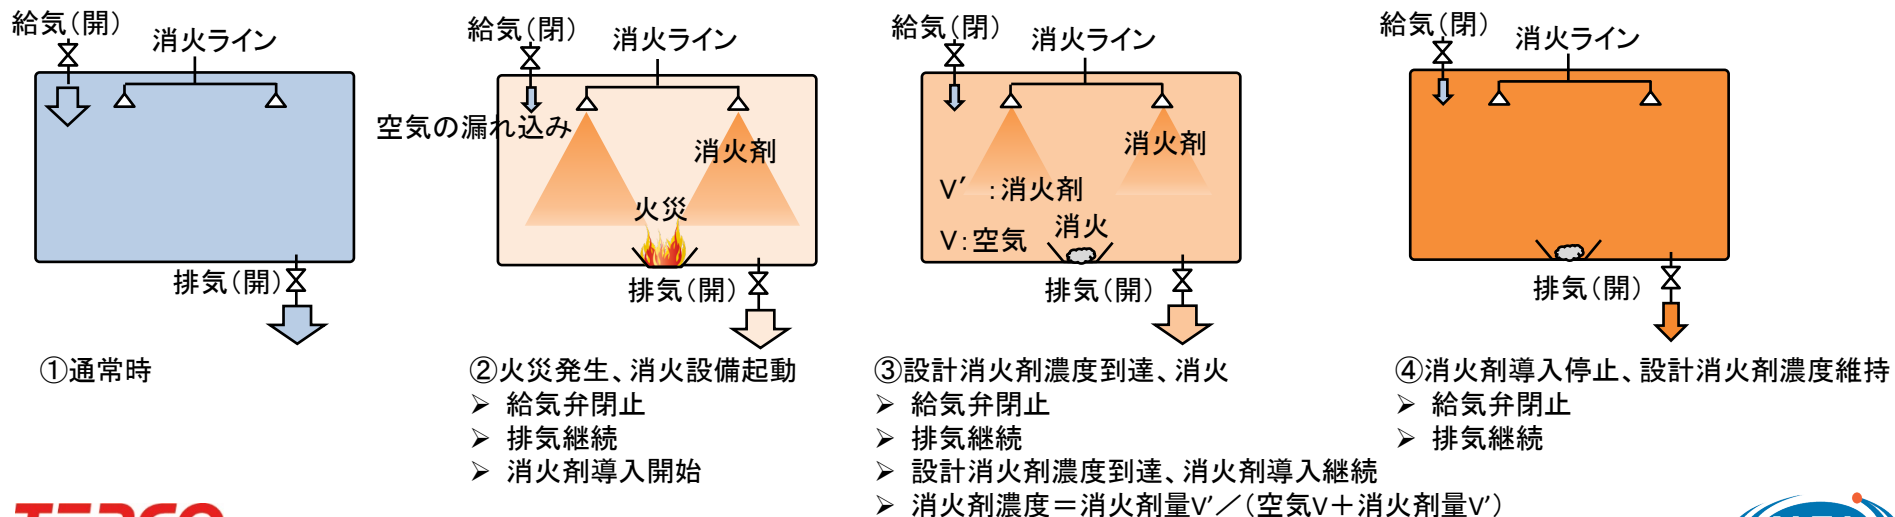 給気(開)
消火ライン
排気(開)
①通常時
給気(閉)
消火ライン
空気の漏れ込み
消火剤
火災
排気(開)
②火災発生、消火設備起動
➢ 給気弁閉止
➢ 排気継続
➢ 消火剤導入開始
給気(閉)
消火ライン
消火剤
V′:消火剤
消火
V:空気
排気(開)
③設計消火剤濃度到達、消火
➢ 給気弁閉止
➢ 排気継続
➢ 設計消火剤濃度到達、消火剤導入継続
➢ 消火剤濃度=消火剤量V'/(空気V+消火剤量V')
給気(閉)
消火ライン
排気(開)
④消火剤導入停止、設計消火剤濃度維持
➢ 給気弁閉止
➢ 排気継続